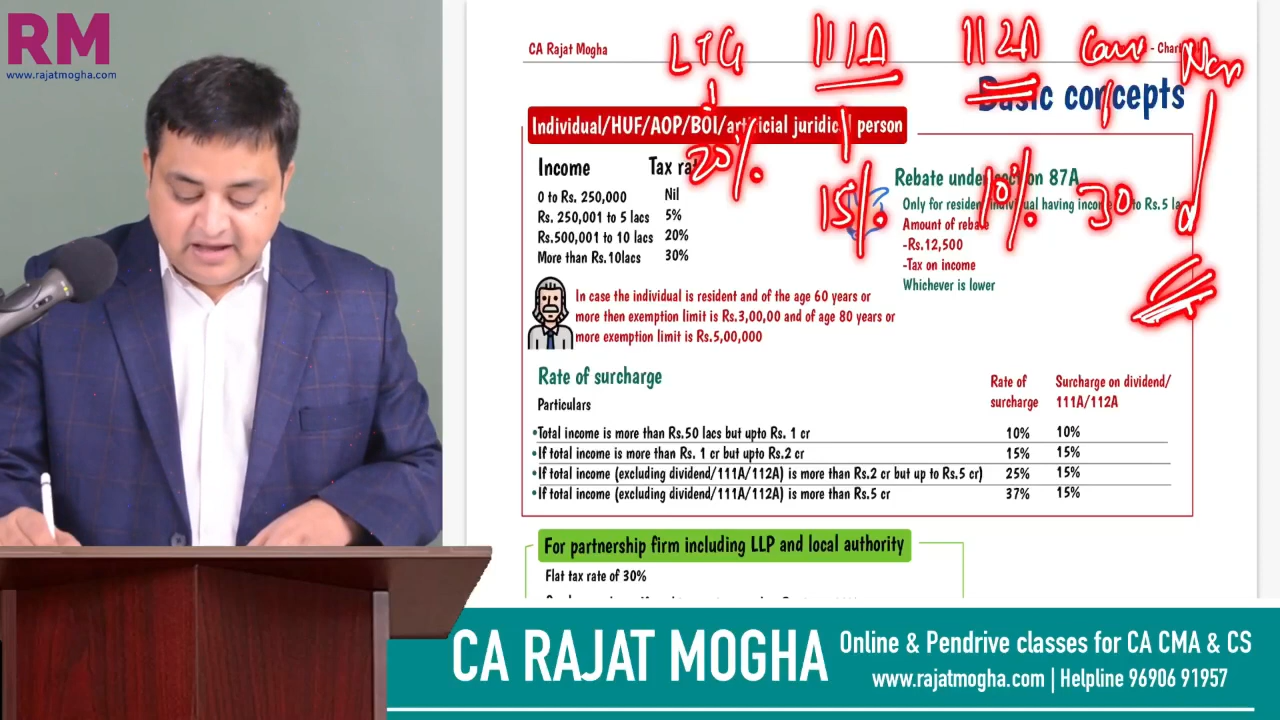 RM
www.rajatmogha.com
CA Rajat Mogha
LTG 111A 112A
Basic concepts
Individual/HUF/AOP/BOI/artificial juridical person
20% 15% 10% 30
Income Tax
0 to Rs. 250,000 Nil
Rs. 250,001 to 5 lacs 5%
Rs.500,001 to 10 lacs 20%
More than Rs.10lacs 30%
Rebate under section 87A
Only for resident individual having income to Rs.5 la
Amount of rebate
-Rs.12,500
-Tax on income
Whichever is lower
In case the individual is resident and of the age 60 years or
more then exemption limit is Rs.3,00,00 and of age 80 years or
more exemption limit is Rs.5,00,000
Rate of surcharge
Particulars
Rate of surcharge
Surcharge on dividend/ 111A/112A
•Total income is more than Rs.50 lacs but upto Rs. 1 cr 10% 10%
•If total income is more than Rs. 1 cr but upto Rs.2 cr 15% 15%
•If total income (excluding dividend/111A/112A) is more than Rs.2 cr but up to Rs.5 cr) 25% 15%
•If total income (excluding dividend/111A/112A) is more than Rs.5 cr 37% 15%
For partnership firm including LLP and local authority
Flat tax rate of 30%
CA RAJAT MOGHA
Online & Pendrive classes for CA CMA & CS
www.rajatmogha.com | Helpline 96906 91957